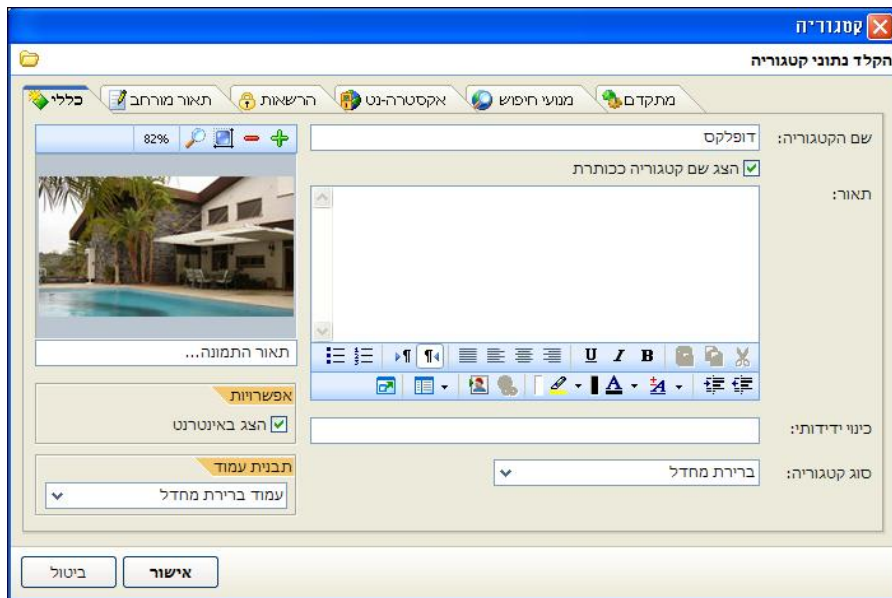 קטגוריה
הקלד נתוני קטגוריה
כללי תאור מורחב הרשאות אקסטרה-נט מנועי חיפוש מתקדם
שם הקטגוריה: דופלקס
הצג שם קטגוריה ככותרת
תאור:
82%
תאור התמונה...
B I U
A
אפשרויות
הצג באינטרנט
כינוי ידידותי:
סוג קטגוריה: ברירת מחדל
תבנית עמוד
עמוד ברירת מחדל
אישור ביטול